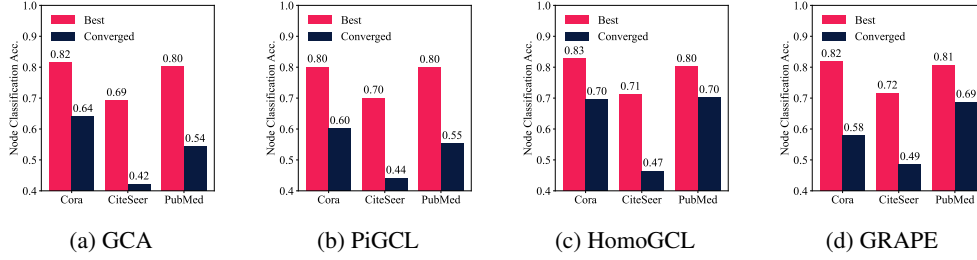 Node Classification Acc.
1.0
0.9
0.8
0.7
0.6
0.5
0.4
Best
Converged
0.82
0.64
0.69
0.42
0.80
0.54
Cora CiteSeer PubMed
(a) GCA
Node Classification Acc.
1.0
0.9
0.8
0.7
0.6
0.5
0.4
Best
Converged
0.80
0.60
0.70
0.44
0.80
0.55
Cora CiteSeer PubMed
(b) PiGCL
Node Classification Acc.
1.0
0.9
0.8
0.7
0.6
0.5
0.4
Best
Converged
0.83
0.70
0.71
0.47
0.80
0.70
Cora CiteSeer PubMed
(c) HomoGCL
Node Classification Acc.
1.0
0.9
0.8
0.7
0.6
0.5
0.4
Best
Converged
0.82
0.58
0.72
0.49
0.81
0.69
Cora CiteSeer PubMed
(d) GRAPE